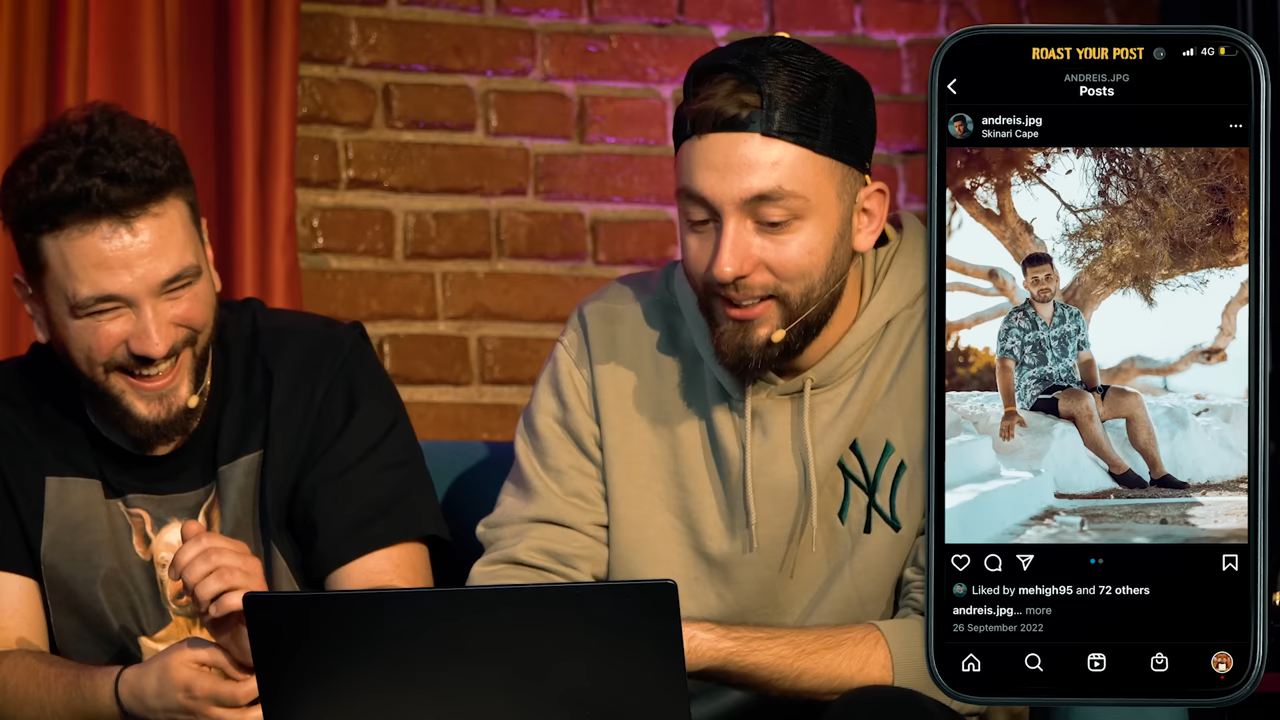 ROAST YOUR POST
4G
ANDREIS.JPG
Posts
andreis.jpg
Skinari Cape
NY
Liked by mehigh95 and 72 others
andreis.jpg... more
26 September 2022